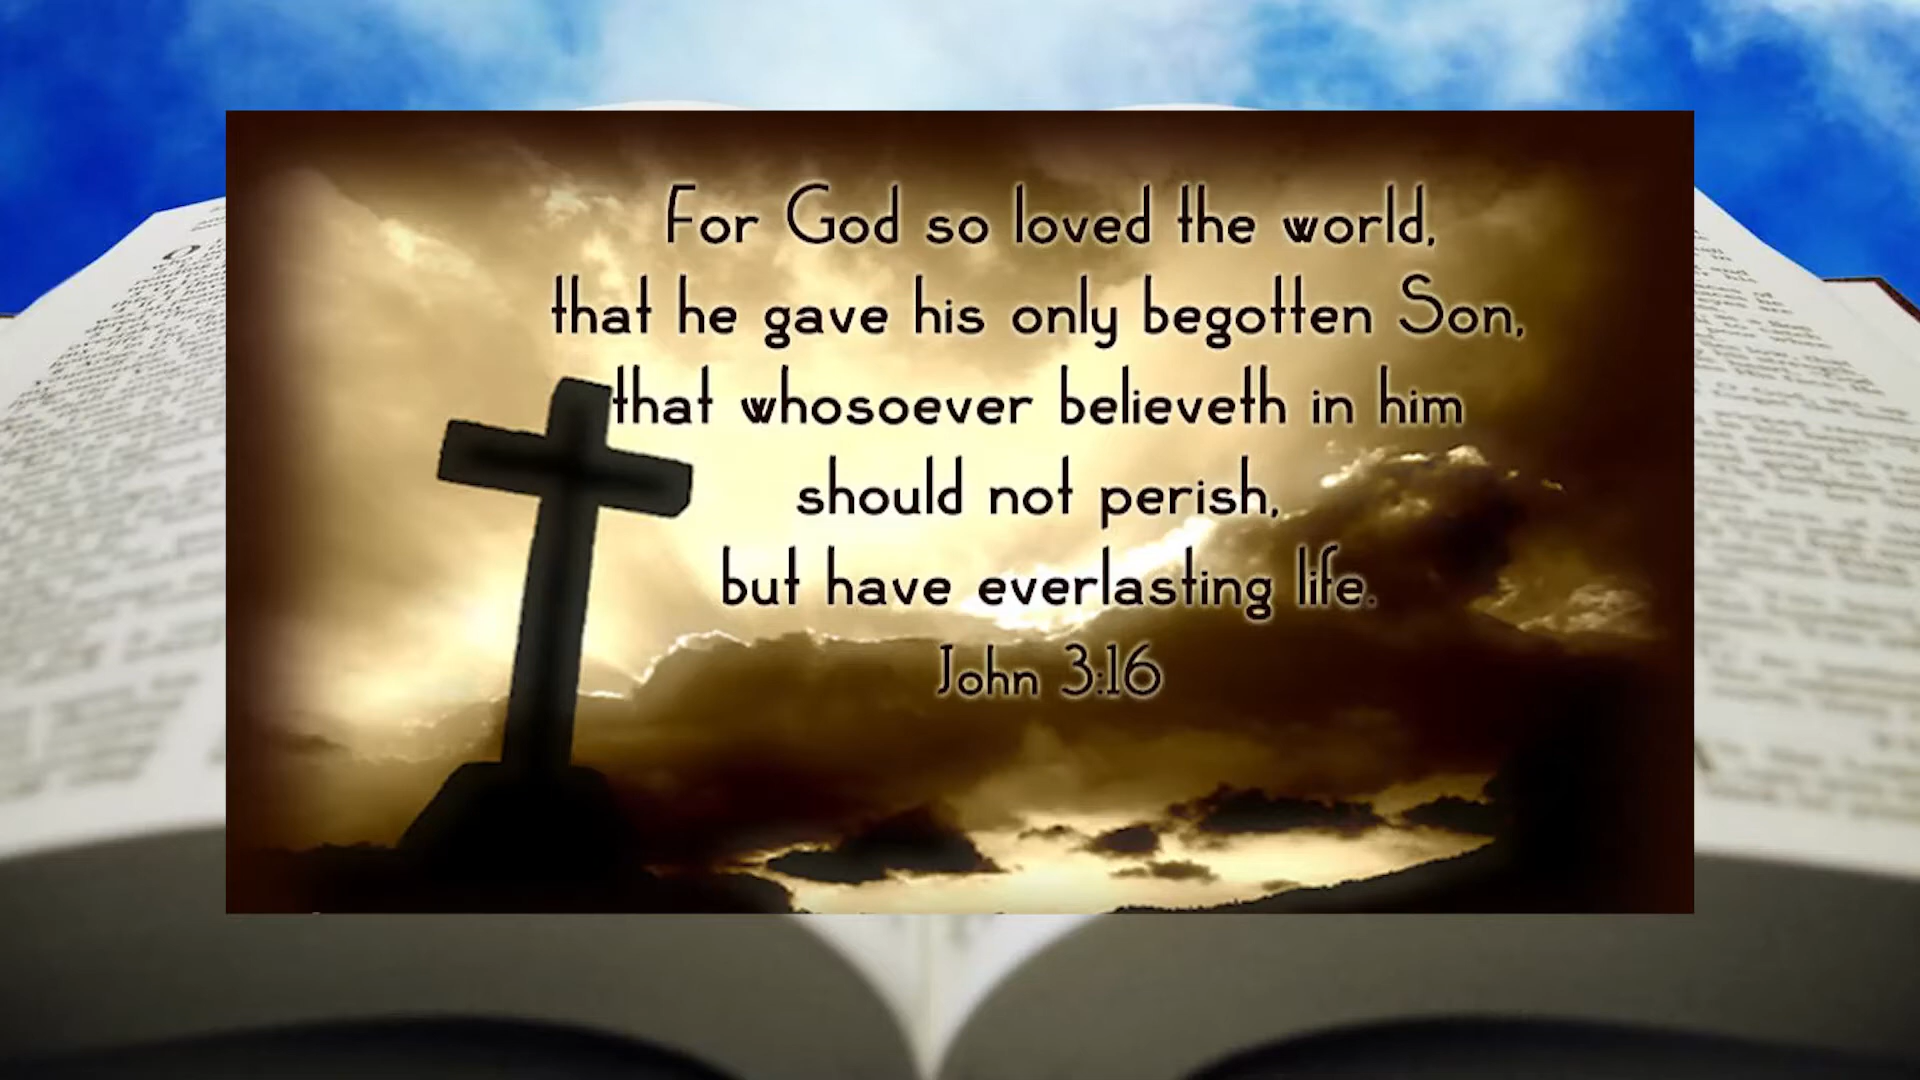 For God so loved the world,
that he gave his only begotten Son,
that whosoever believeth in him
should not perish,
but have everlasting life.
John 3:16